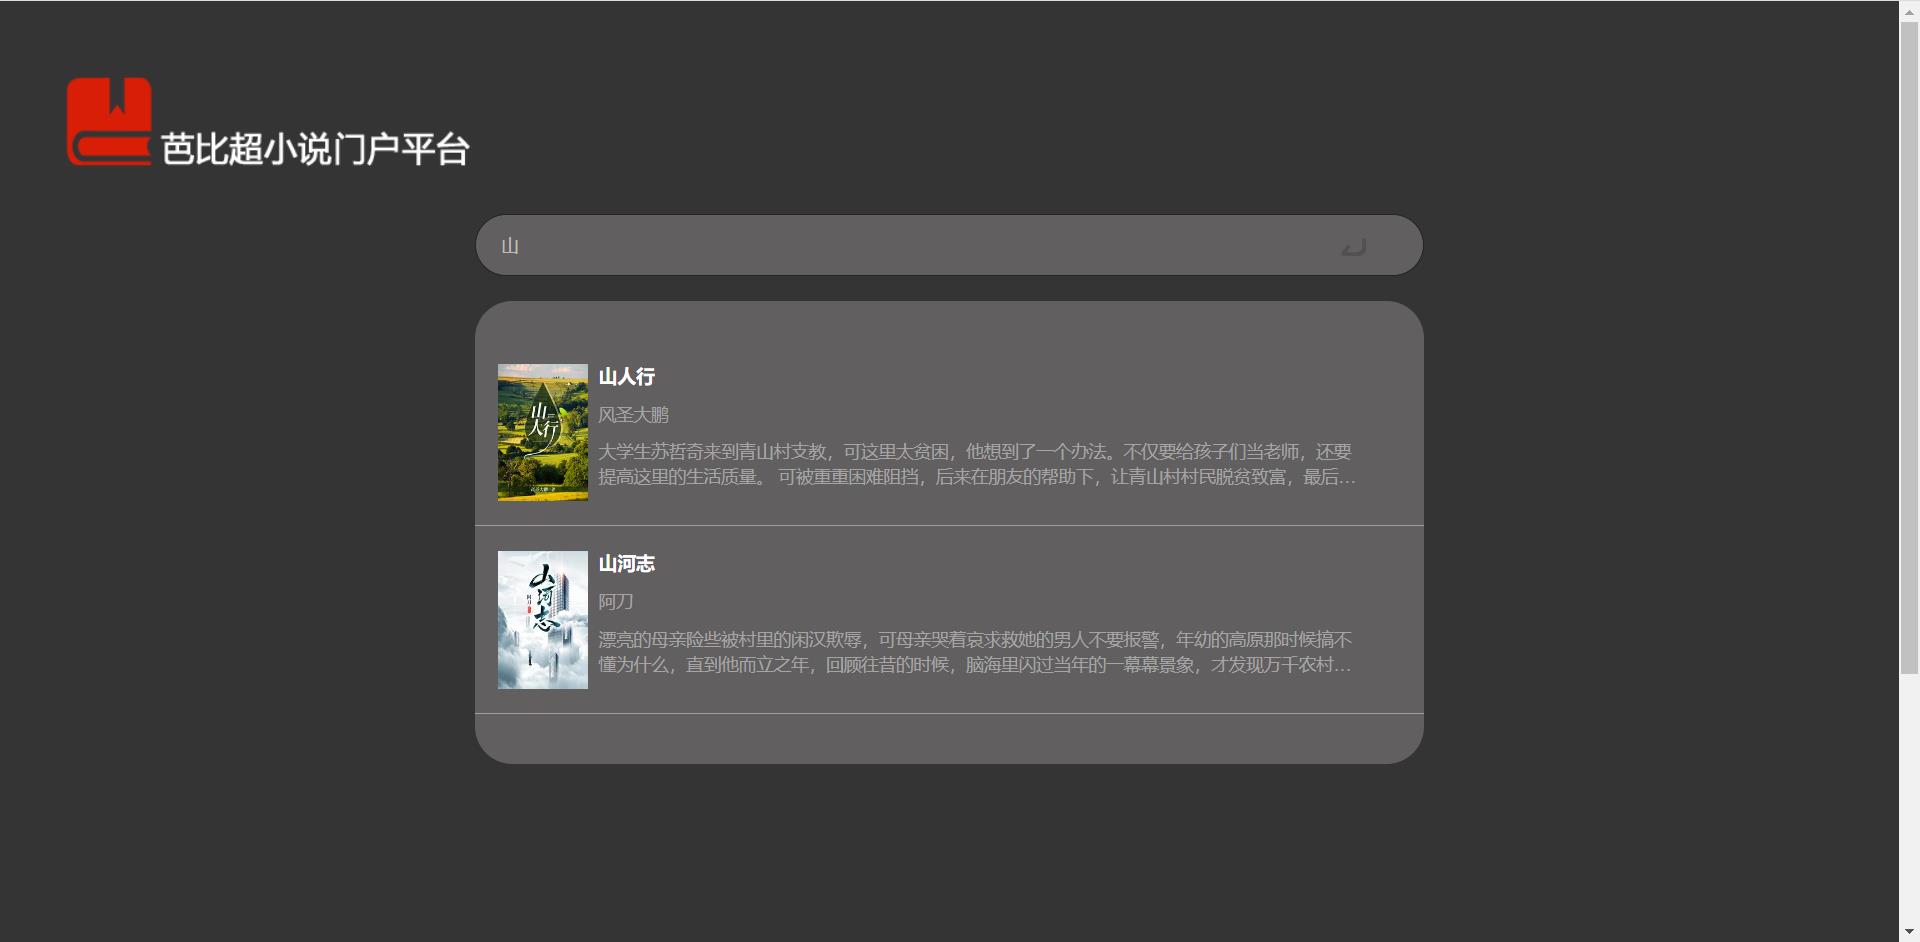 芭比超小说门户平台
山
山人行
山人行
风圣大鹏
大学生苏哲奇来到青山村支教，可这里太贫困，他想到了一个办法。不仅要给孩子们当老师，还要
提高这里的生活质量。 可被重重困难阻挡，后来在朋友的帮助下，让青山村村民脱贫致富，最后…
山河志
山河志
阿刀
漂亮的母亲险些被村里的闲汉欺辱，可母亲哭着哀求救她的男人不要报警，年幼的高原那时候搞不
懂为什么，直到他而立之年，回顾往昔的时候，脑海里闪过当年的一幕幕景象，才发现万千农村…